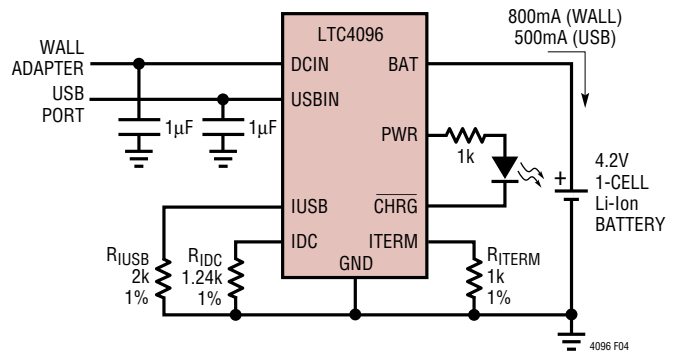 800mA (WALL)
500mA (USB)
LTC4096
WALL
ADAPTER
USB
PORT
DCIN
BAT
USBIN
1µF
1µF
PWR
1k
+
4.2V
1-CELL
Li-Ion
BATTERY
IUSB
CHRG
IDC
ITERM
GND
RIUSB
2k
1%
RIDC
1.24k
1%
RITERM
1k
1%
4096 F04